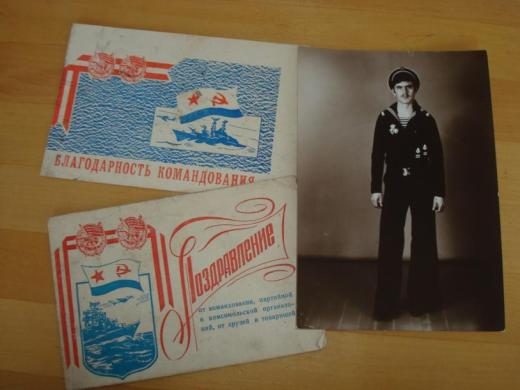 БЛАГОДАРНОСТЬ КОМАНДОВАНИЯ
Поздравление
от командования, партийной
и комсомольской организа-
ций, от друзей и товарищей